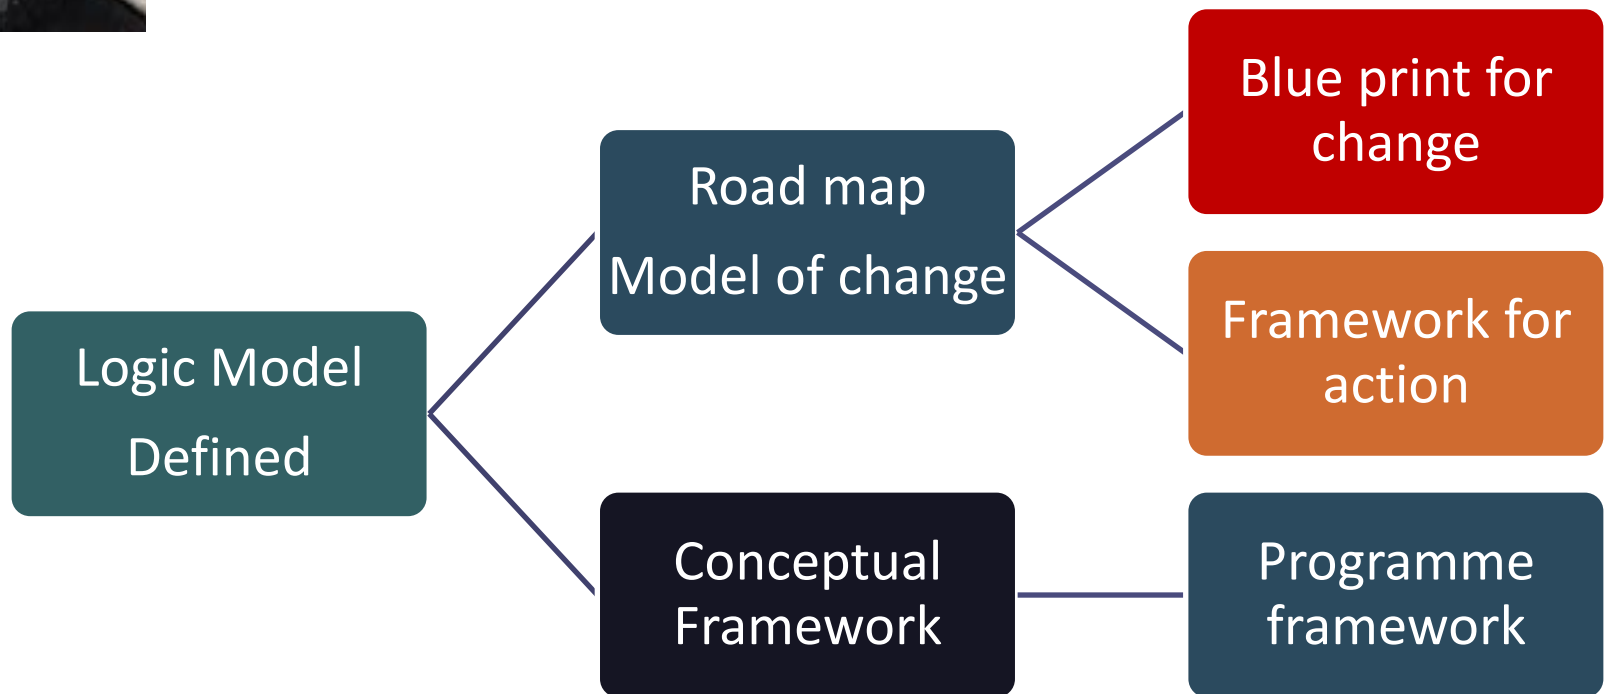 Logic Model
Defined
Road map
Model of change
Conceptual
Framework
Blue print for
change
Framework for
action
Programme
framework